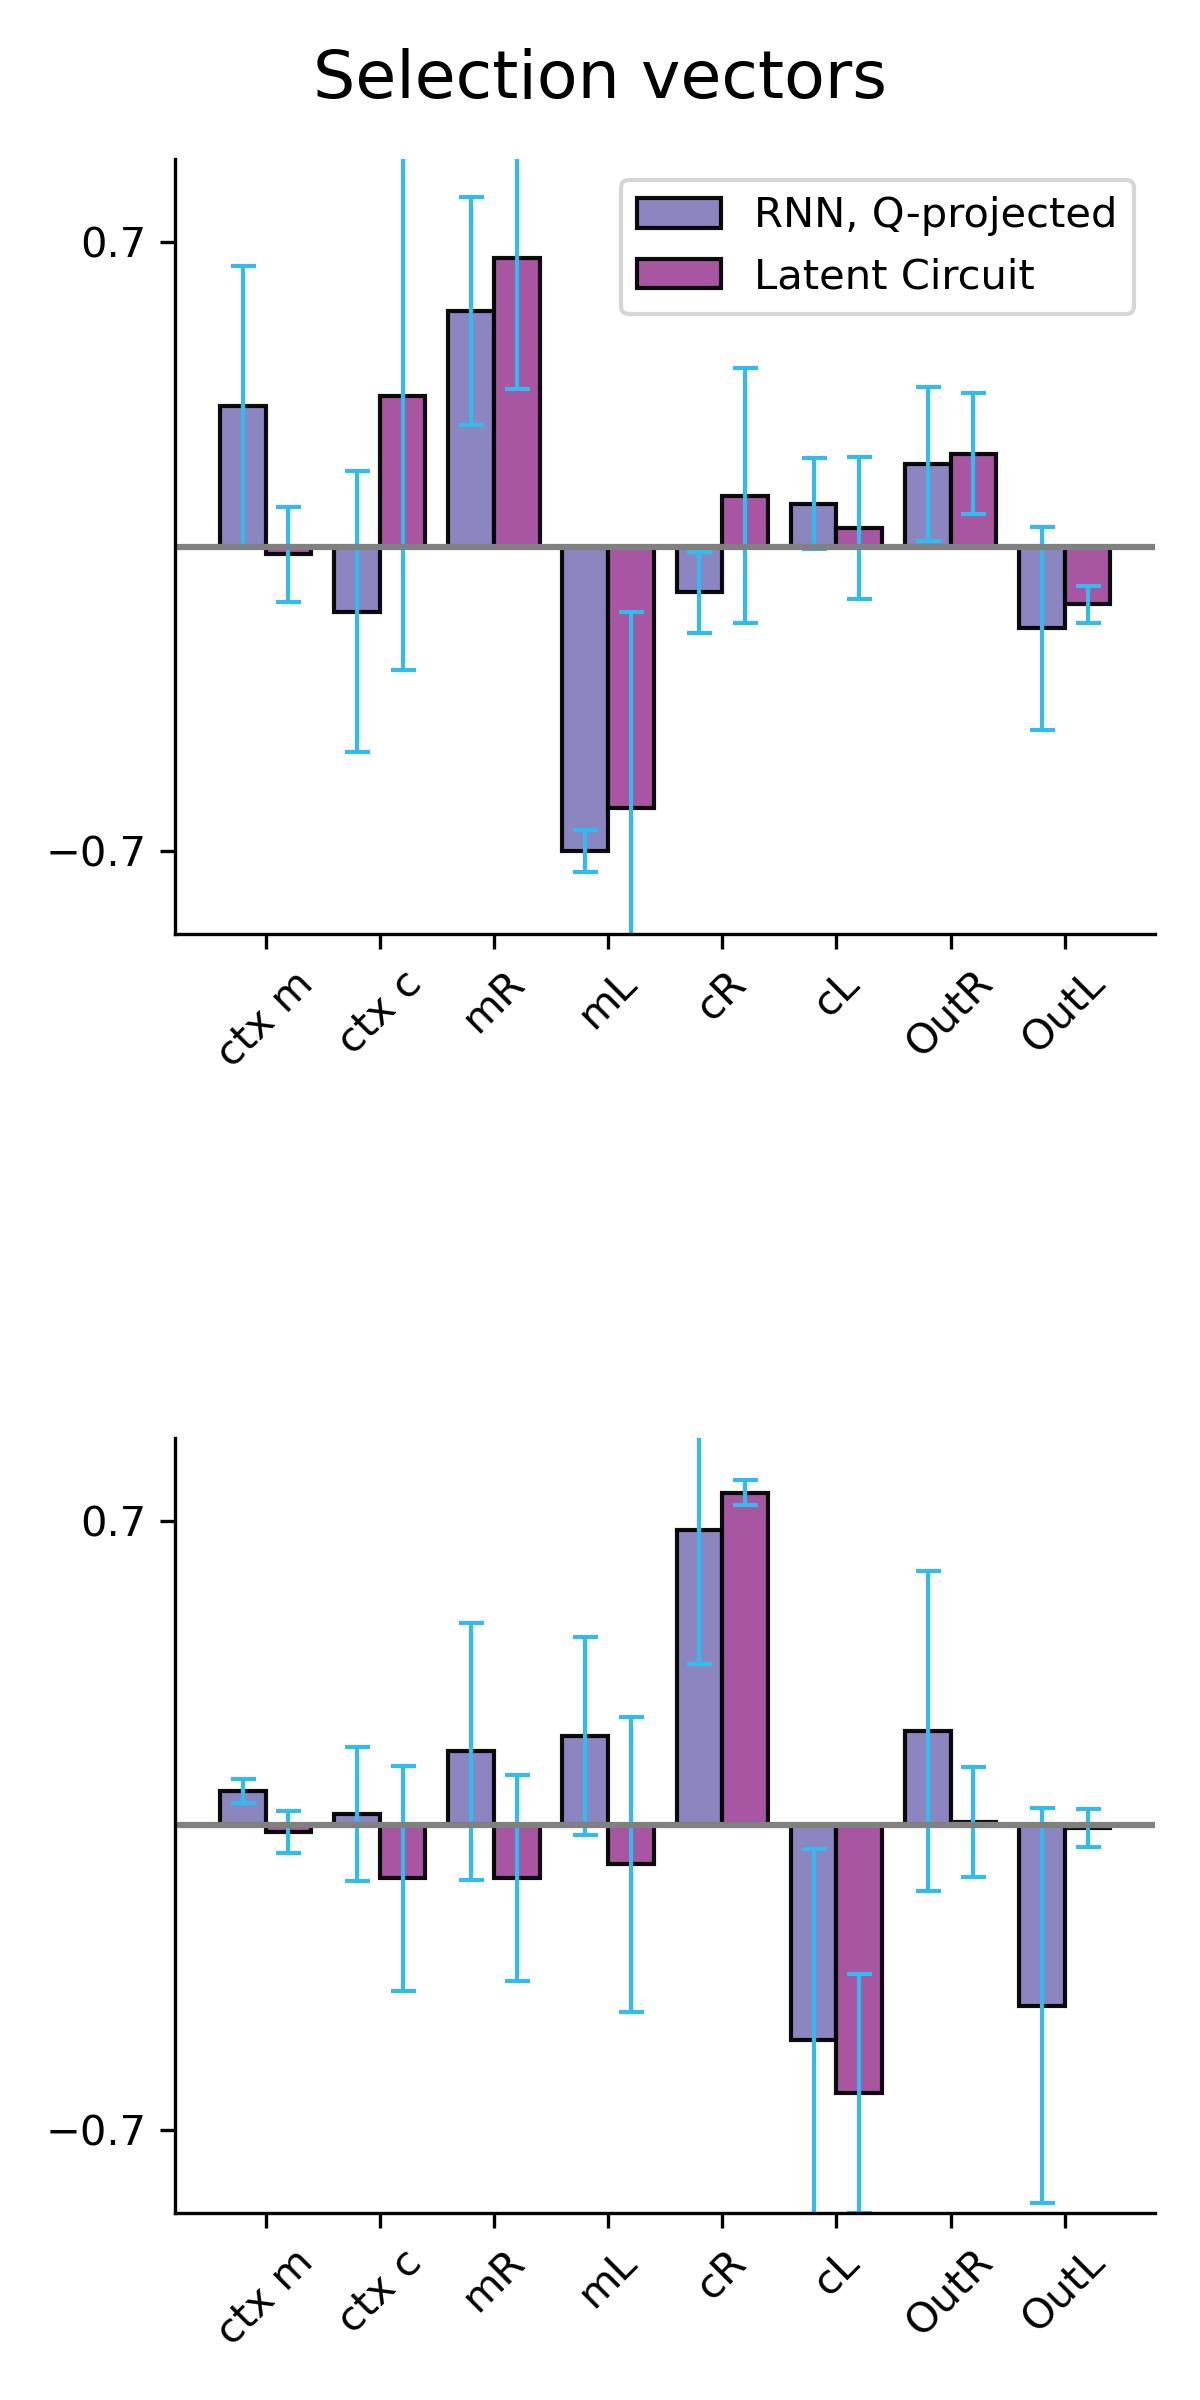 Selection vectors
0.7
RNN, Q-projected
Latent Circuit
−0.7
ctx m
ctx c
mR
mL
cR
cL
OutR
OutL
0.7
−0.7
ctx m
ctx c
mR
mL
cR
cL
OutR
OutL